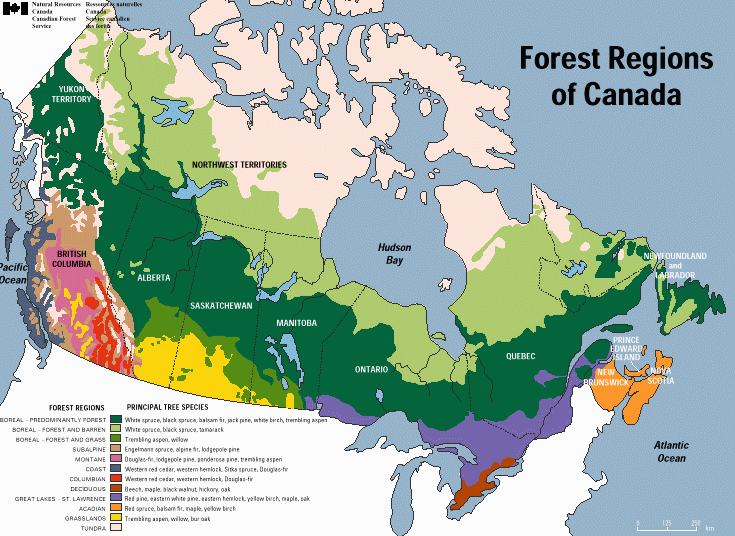 Natural Resources Ressources naturelles
Canada Canada
Canadian Forest Service canadien
Service des forêts
Forest Regions
of Canada
YUKON
TERRITORY
NORTHWEST TERRITORIES
Hudson
Bay
NEWFOUNDLAND
and
LABRADOR
Pacific
Ocean
BRITISH
COLUMBIA
ALBERTA
SASKATCHEWAN
MANITOBA
ONTARIO
QUEBEC
PRINCE
EDWARD
ISLAND
NEW
BRUNSWICK
NOVA
SCOTIA
Atlantic
Ocean
FOREST REGIONS PRINCIPAL TREE SPECIES
BOREAL - PREDOMINANTLY FOREST White spruce, black spruce, balsam fir, jack pine, white birch, trembling aspen
BOREAL - FOREST AND BARREN White spruce, black spruce, tamarack
BOREAL - FOREST AND GRASS Trembling aspen, willow
SUBALPINE Engelmann spruce, alpine fir, lodgepole pine
MONTANE Douglas-fir, lodgepole pine, ponderosa pine, trembling aspen
COAST Western red cedar, western hemlock, Sitka spruce, Douglas-fir
COLUMBIAN Western red cedar, western hemlock, Douglas-fir
DECIDUOUS Beech, maple, black walnut, hickory, oak
GREAT LAKES - ST. LAWRENCE Red pine, eastern white pine, eastern hemlock, yellow birch, maple, oak
ACADIAN Red spruce, balsam fir, maple, yellow birch
GRASSLANDS Trembling aspen, willow, bur oak
TUNDRA
0 125 250
km